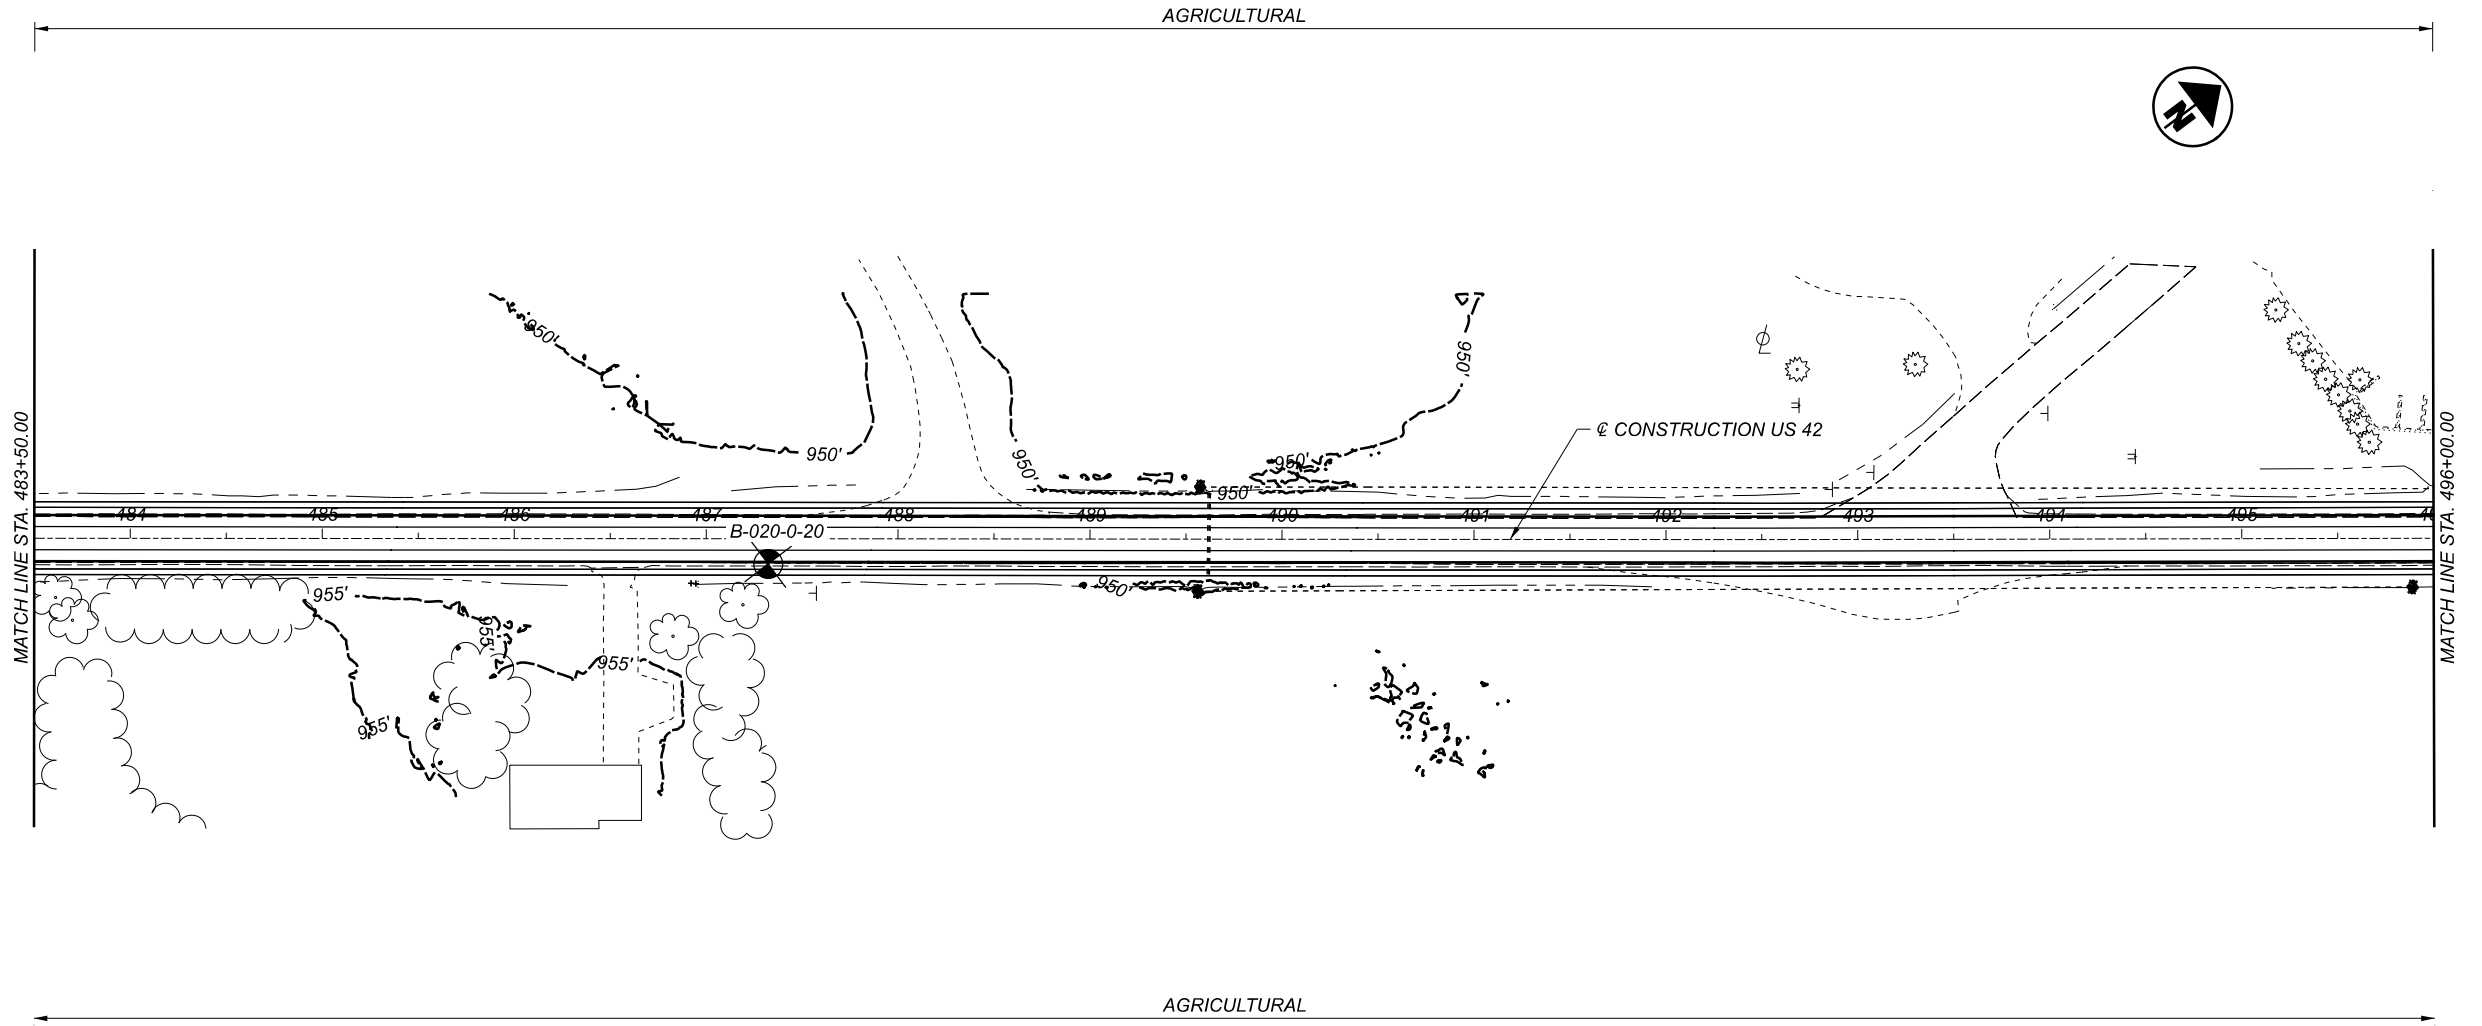 AGRICULTURAL
N
950'
950'
950'
950'
950'
950'
℄ CONSTRUCTION US 42
MATCH LINE STA. 483+50.00
MATCH LINE STA. 496+00.00
484 485 486 487 488 489 490 491 492 493 494 495
B-020-0-20
950'
955'
955'
955'
955'
AGRICULTURAL